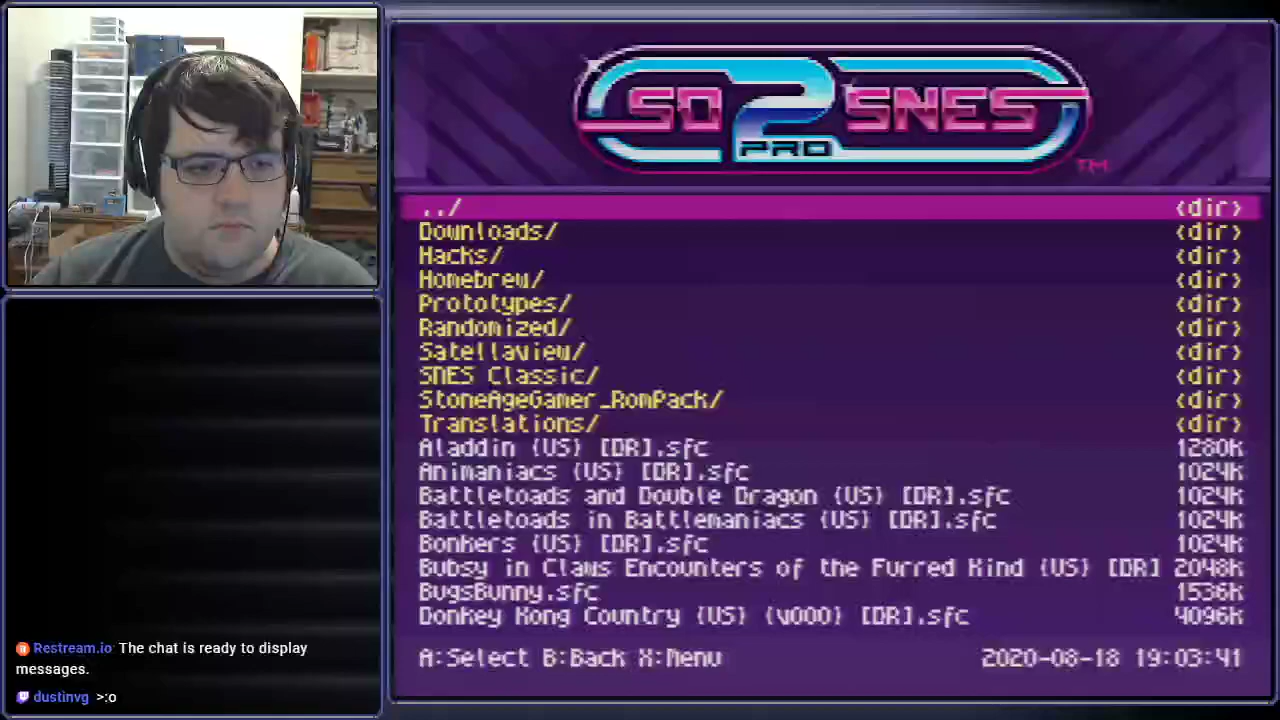 SD 2 SNES
PRO
TM
../ <dir>
Downloads/ <dir>
Hacks/ <dir>
Homebrew/ <dir>
Prototypes/ <dir>
Randomized/ <dir>
Satellaview/ <dir>
SNES Classic/ <dir>
StoneAgeGamer_RomPack/ <dir>
Translations/ <dir>
Aladdin (US) [DR].sfc 1280k
Animaniacs (US) [DR].sfc 1024k
Battletoads and Double Dragon (US) [DR].sfc 1024k
Battletoads in Battlemaniacs (US) [DR].sfc 1024k
Bonkers (US) [DR].sfc 1024k
Bubsy in Claws Encounters of the Furred Kind (US) [DR] 2048k
BugsBunny.sfc 1536k
Donkey Kong Country (US) (v000) [DR].sfc 4096k
A:Select B:Back X:Menu 2020-08-18 19:03:41
Restream.io: The chat is ready to display
messages.
dustinvg >:o